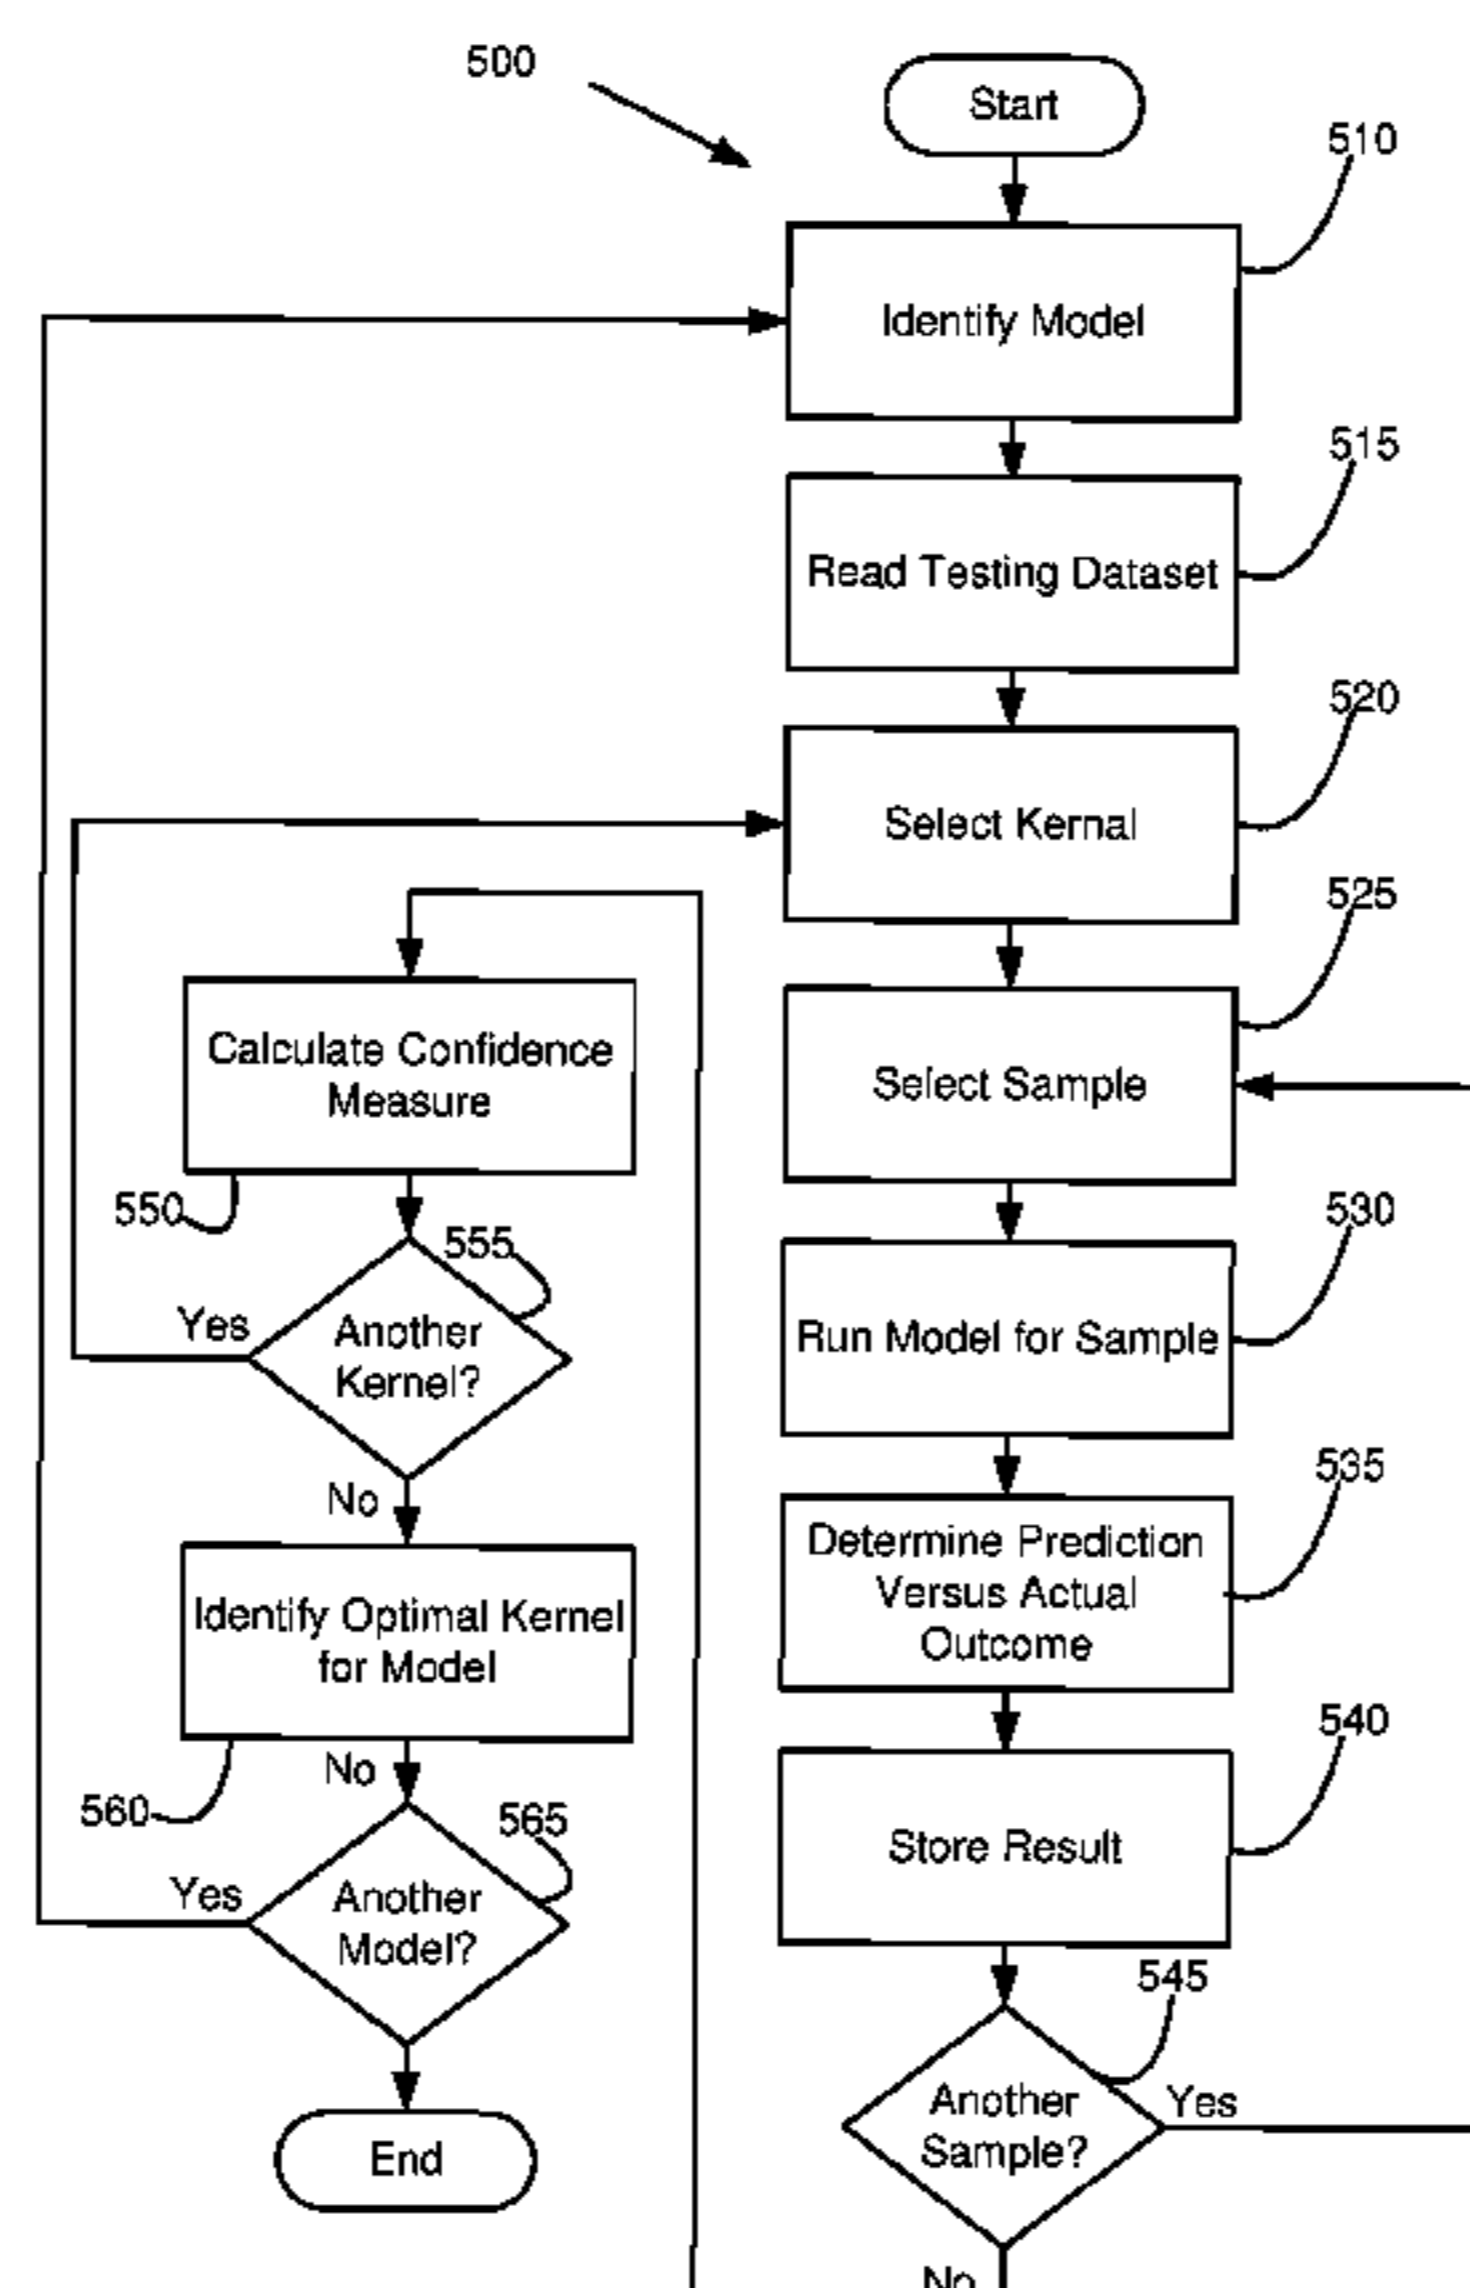 500
Start
510
Identify Model
515
Read Testing Dataset
520
Select Kernal
525
Select Sample
530
Run Model for Sample
535
Determine Prediction
Versus Actual
Outcome
540
Store Result
545
Another
Sample?
Yes
No
Calculate Confidence
Measure
550
555
Yes
Another
Kernel?
No
Identify Optimal Kernel
for Model
560
No
565
Yes
Another
Model?
End